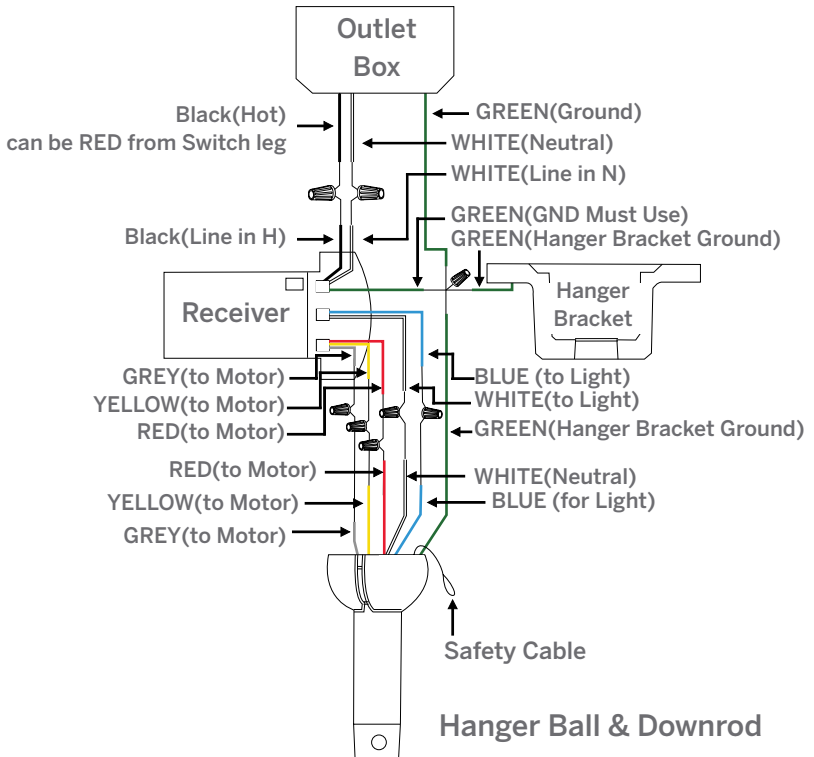 Outlet
Box
Black(Hot)
can be RED from Switch leg
GREEN(Ground)
WHITE(Neutral)
WHITE(Line in N)
Black(Line in H)
GREEN(GND Must Use)
GREEN(Hanger Bracket Ground)
Receiver
Hanger
Bracket
GREY(to Motor)
YELLOW(to Motor)
RED(to Motor)
BLUE (to Light)
WHITE(to Light)
GREEN(Hanger Bracket Ground)
RED(to Motor)
YELLOW(to Motor)
GREY(to Motor)
WHITE(Neutral)
BLUE (for Light)
Safety Cable
Hanger Ball & Downrod